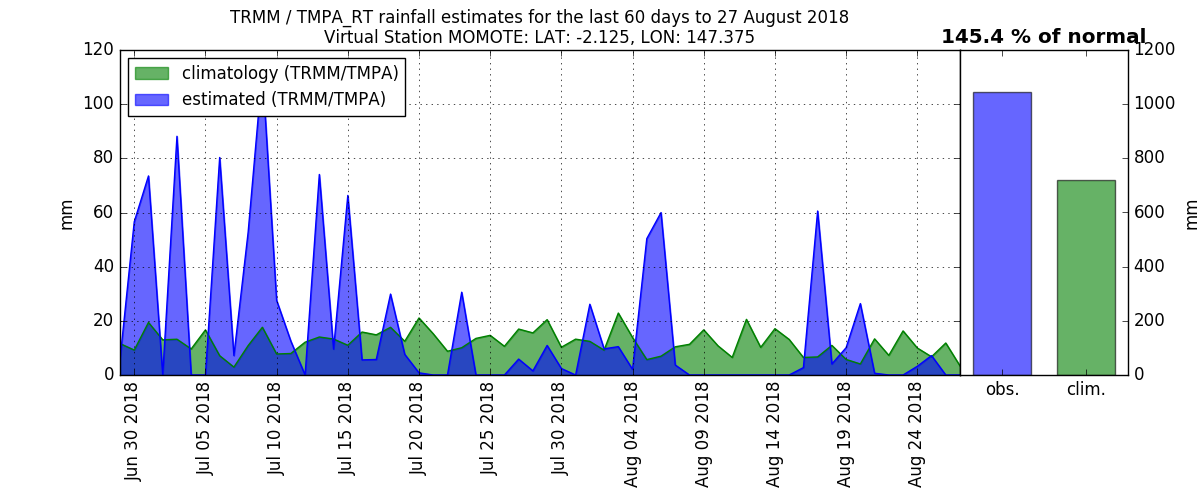 TRMM / TMPA_RT rainfall estimates for the last 60 days to 27 August 2018
Virtual Station MOMOTE: LAT: -2.125, LON: 147.375
145.4 % of normal
climatology (TRMM/TMPA)
estimated (TRMM/TMPA)
120
100
80
60
40
20
0
mm
Jun 30 2018
Jul 05 2018
Jul 10 2018
Jul 15 2018
Jul 20 2018
Jul 25 2018
Jul 30 2018
Aug 04 2018
Aug 09 2018
Aug 14 2018
Aug 19 2018
Aug 24 2018
obs.
clim.
1200
1000
800
600
400
200
0
mm